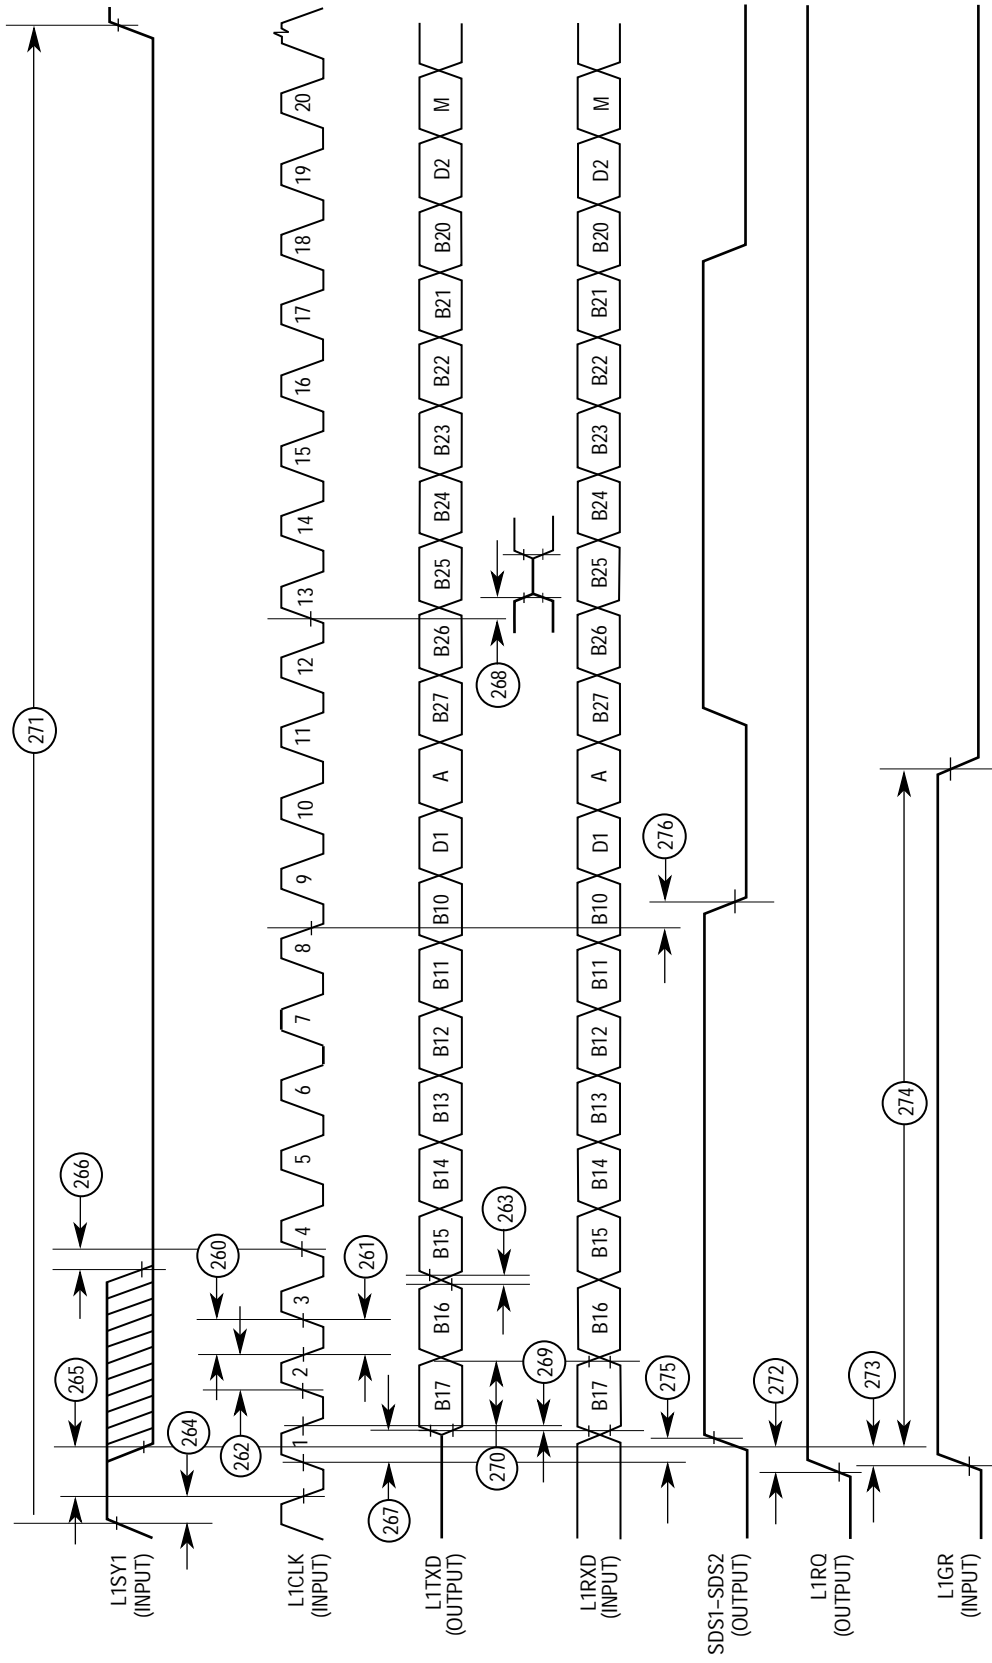 271
265 266
L1SY1
(INPUT)
264
260
262
L1CLK 1 2 3 4 5 6 7 8 9 10 11 12 13 14 15 16 17 18 19 20
(INPUT)
261
267
L1TXD B17 B16 B15 B14 B13 B12 B11 B10 D1 A B27 B26 B25 B24 B23 B22 B21 B20 D2 M
(OUTPUT)
270 263 268
269
L1RXD B17 B16 B15 B14 B13 B12 B11 B10 D1 A B27 B26 B25 B24 B23 B22 B21 B20 D2 M
(INPUT)
275 276
SDS1–SDS2
(OUTPUT)
272
L1RQ
(OUTPUT)
273
274
L1GR
(INPUT)